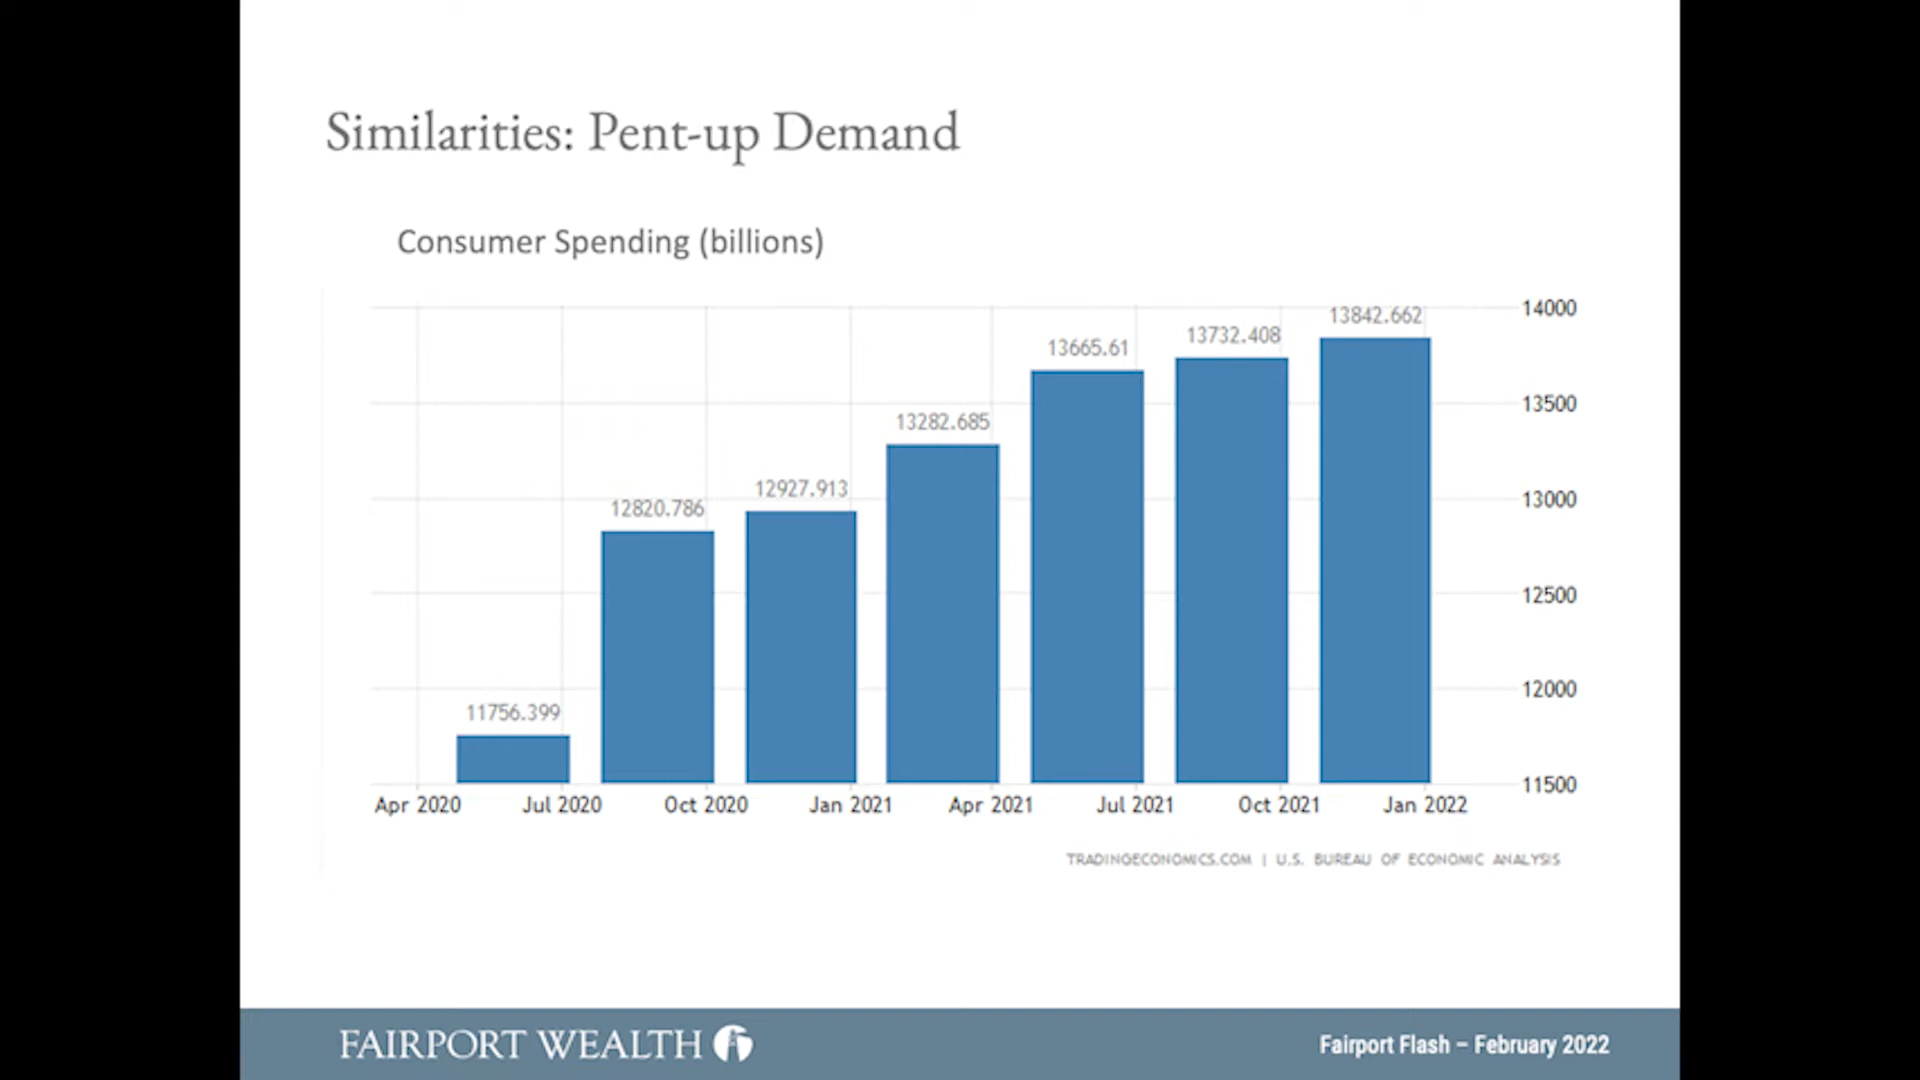 Similarities: Pent-up Demand
Consumer Spending (billions)
14000
13842.662
13732.408
13665.61
13500
13282.685
13000
12927.913
12820.786
12500
12000
11756.399
11500
Apr 2020 Jul 2020 Oct 2020 Jan 2021 Apr 2021 Jul 2021 Oct 2021 Jan 2022
TRADINGECONOMICS.COM | U.S. BUREAU OF ECONOMIC ANALYSIS
FAIRPORT WEALTH
Fairport Flash – February 2022